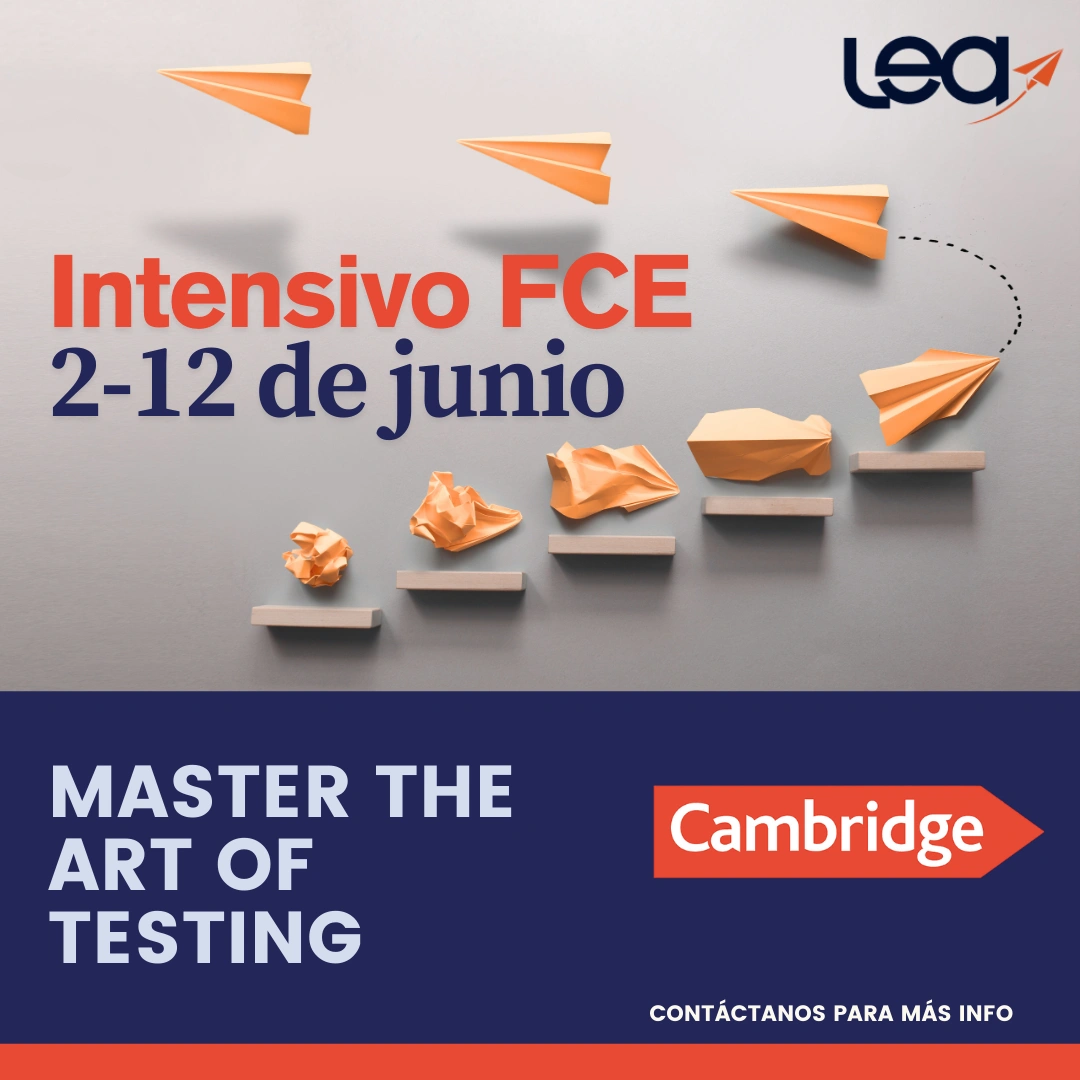 lea
Intensivo FCE
2-12 de junio
MASTER THE
ART OF
TESTING
Cambridge
CONTÁCTANOS PARA MÁS INFO